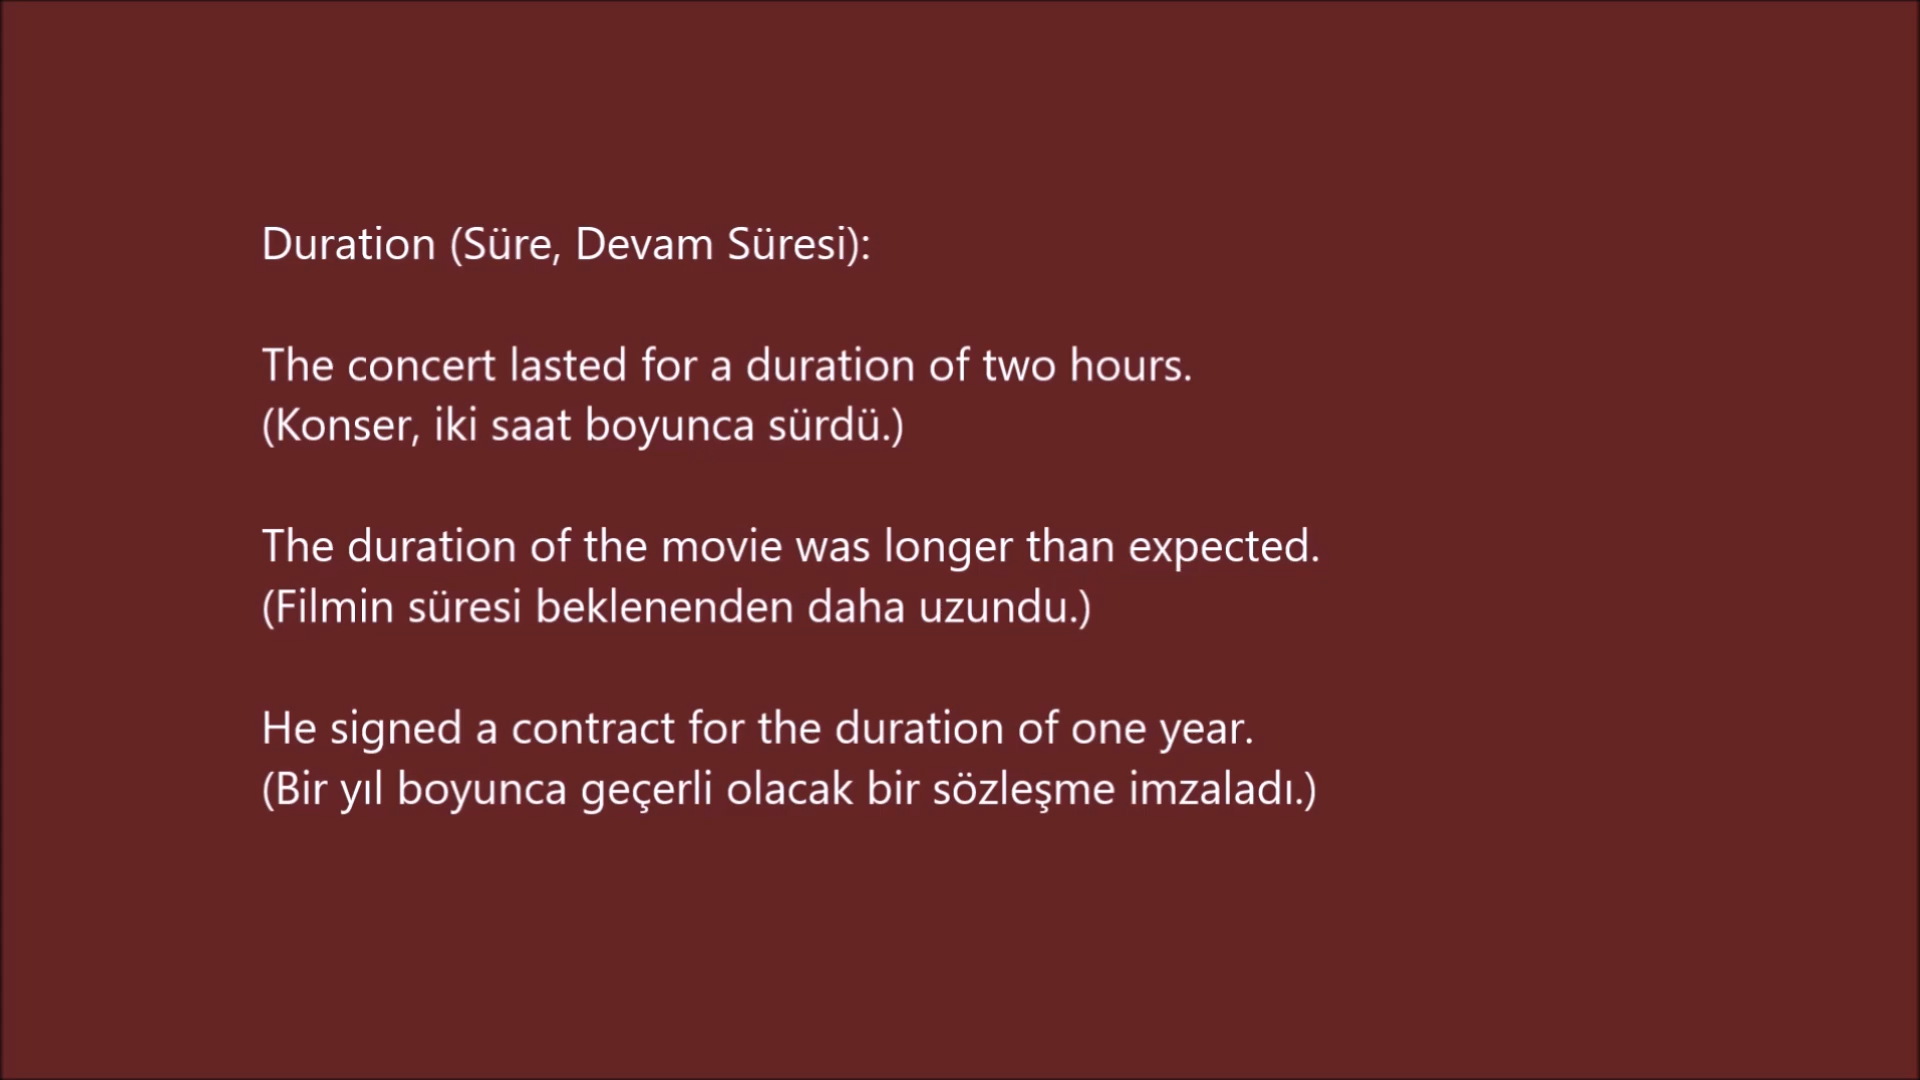 Duration (Süre, Devam Süresi):
The concert lasted for a duration of two hours.
(Konser, iki saat boyunca sürdü.)
The duration of the movie was longer than expected.
(Filmin süresi beklenenden daha uzundu.)
He signed a contract for the duration of one year.
(Bir yıl boyunca geçerli olacak bir sözleşme imzaladı.)